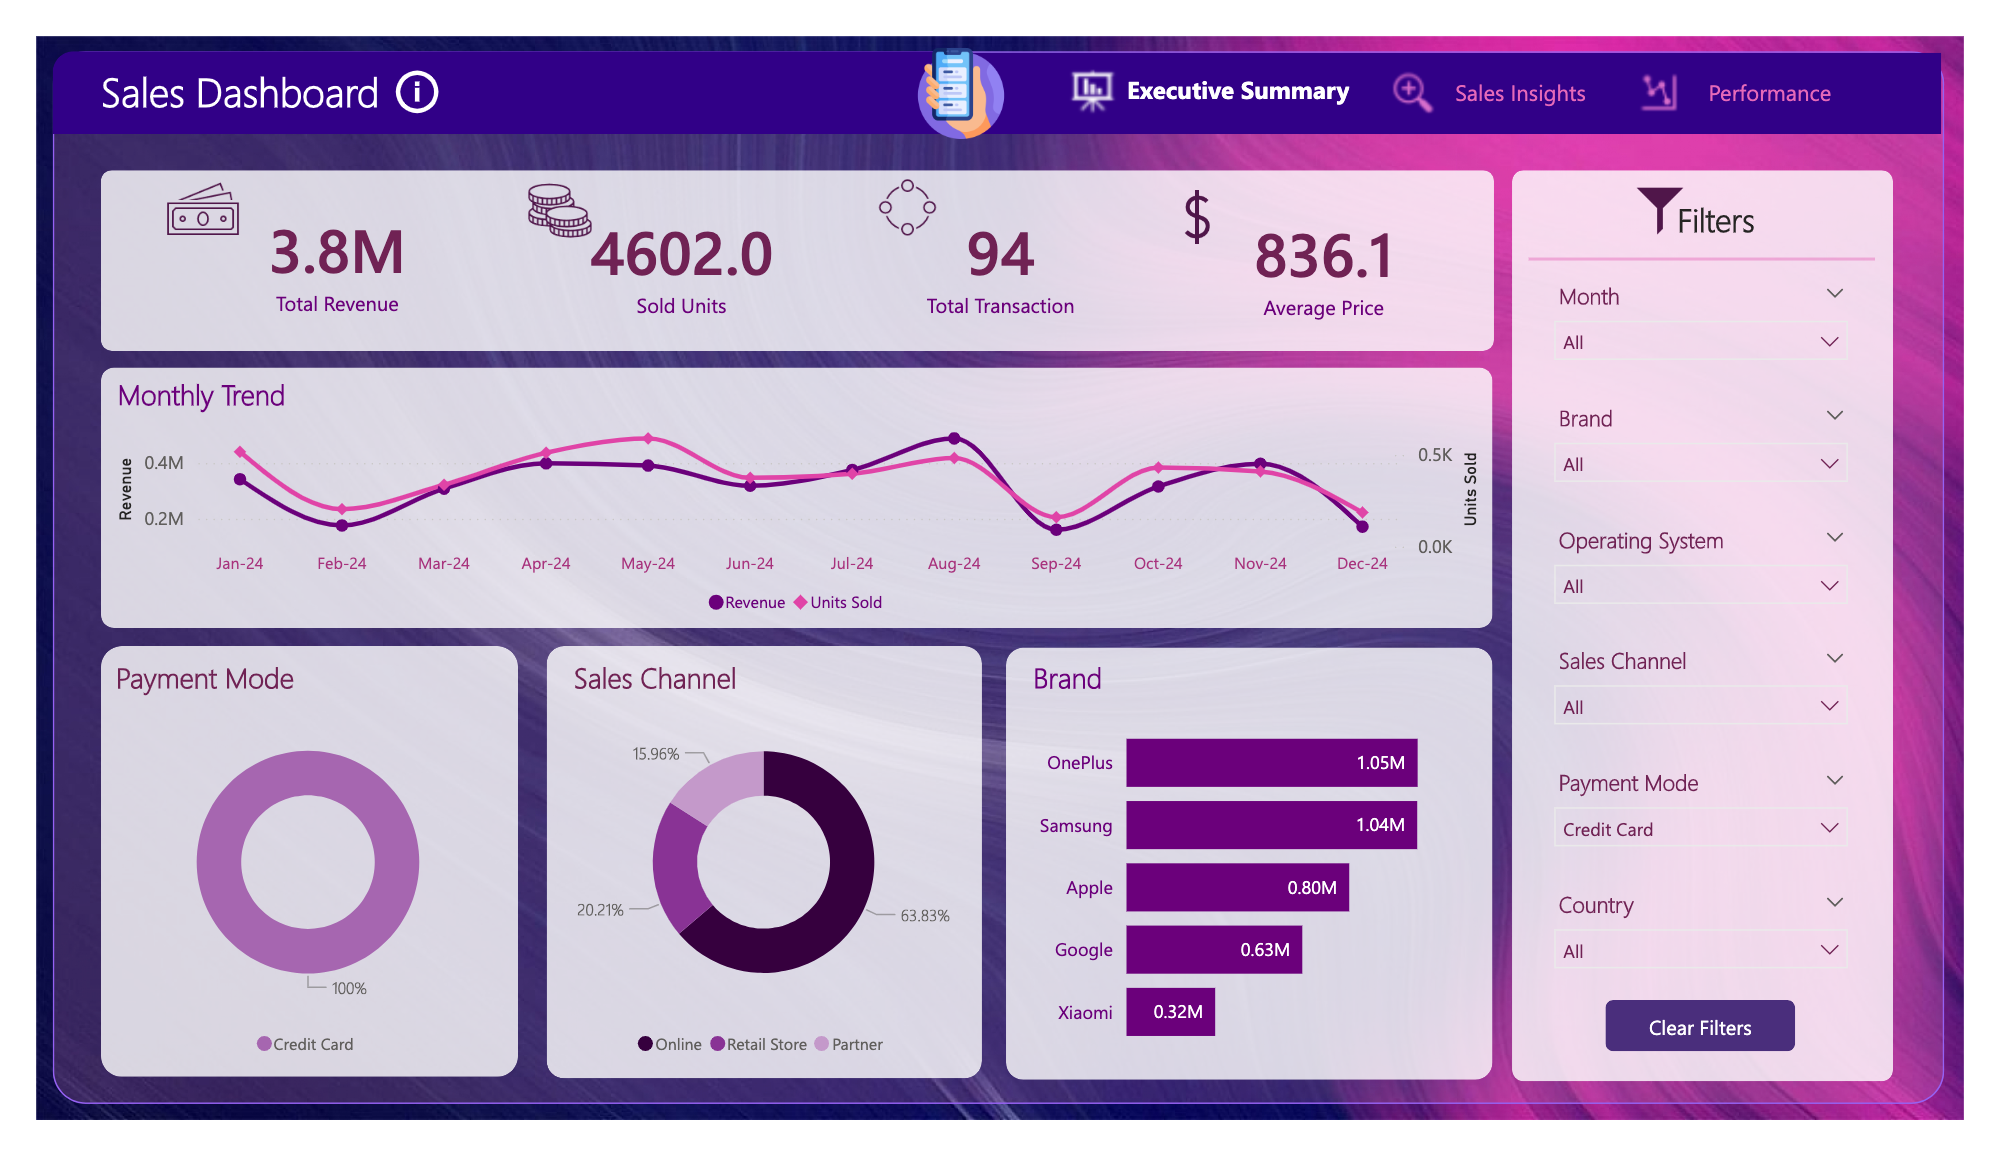 Sales Dashboard
Executive Summary
Sales Insights
Performance
3.8M
Total Revenue
4602.0
Sold Units
94
Total Transaction
$
836.1
Average Price
Monthly Trend
Revenue
0.4M
0.2M
0.5K
0.0K
Units Sold
Jan-24 Feb-24 Mar-24 Apr-24 May-24 Jun-24 Jul-24 Aug-24 Sep-24 Oct-24 Nov-24 Dec-24
Revenue Units Sold
Payment Mode
100%
Credit Card
Sales Channel
15.96%
20.21%
63.83%
Online Retail Store Partner
Brand
OnePlus 1.05M
Samsung 1.04M
Apple 0.80M
Google 0.63M
Xiaomi 0.32M
Filters
Month
All
Brand
All
Operating System
All
Sales Channel
All
Payment Mode
Credit Card
Country
All
Clear Filters